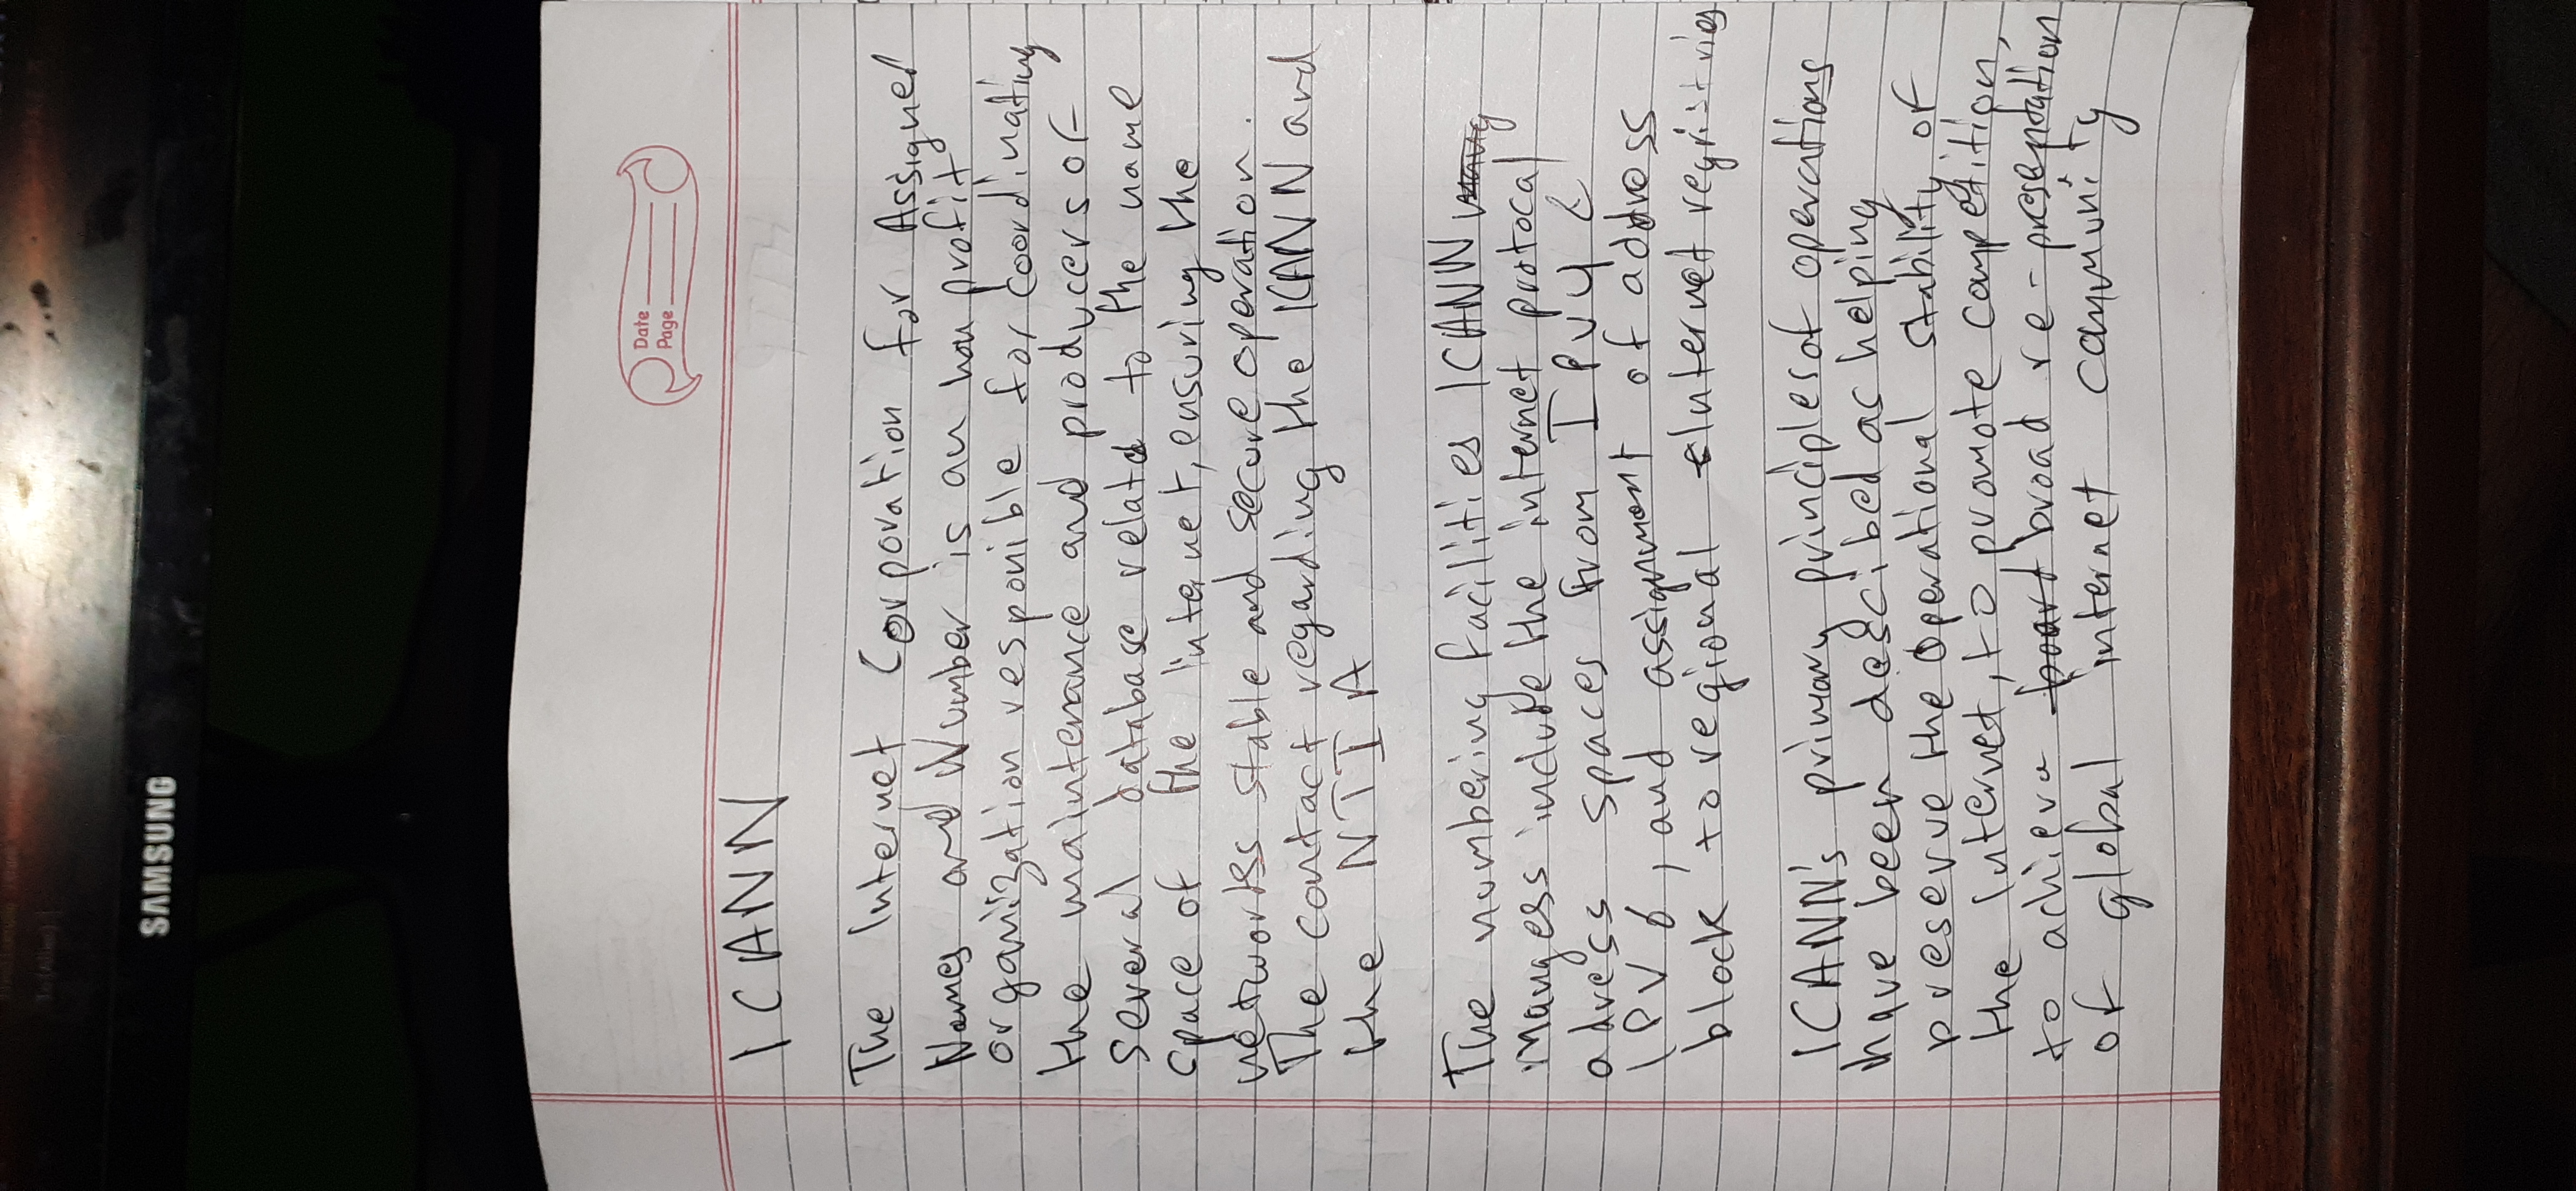 SAMSUNG
Date
Page
ICANN
The Internet Corporation for Assigned
Names and Number is an non profit
organization responible for coordinating
the maintenance and producers of
several database related to the name
space of the internet, ensuring the
networkss stable and secure operation.
The contact regarding the ICANN and
the NTIA
The numbering facilities ICANN
mangess include the internet protocal
adress spaces from IPv4 &
IPV6, and assignment of address
block to regional Internet registries
ICANN's primary principles of operations
have been described as helping
preserve the operational stability of
the Internet, to promote competition,
to achieve broad re-presentation
of global internet community